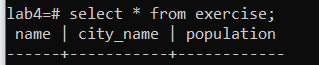 lab4=# select * from exercise;
 name | city_name | population
------+-----------+------------